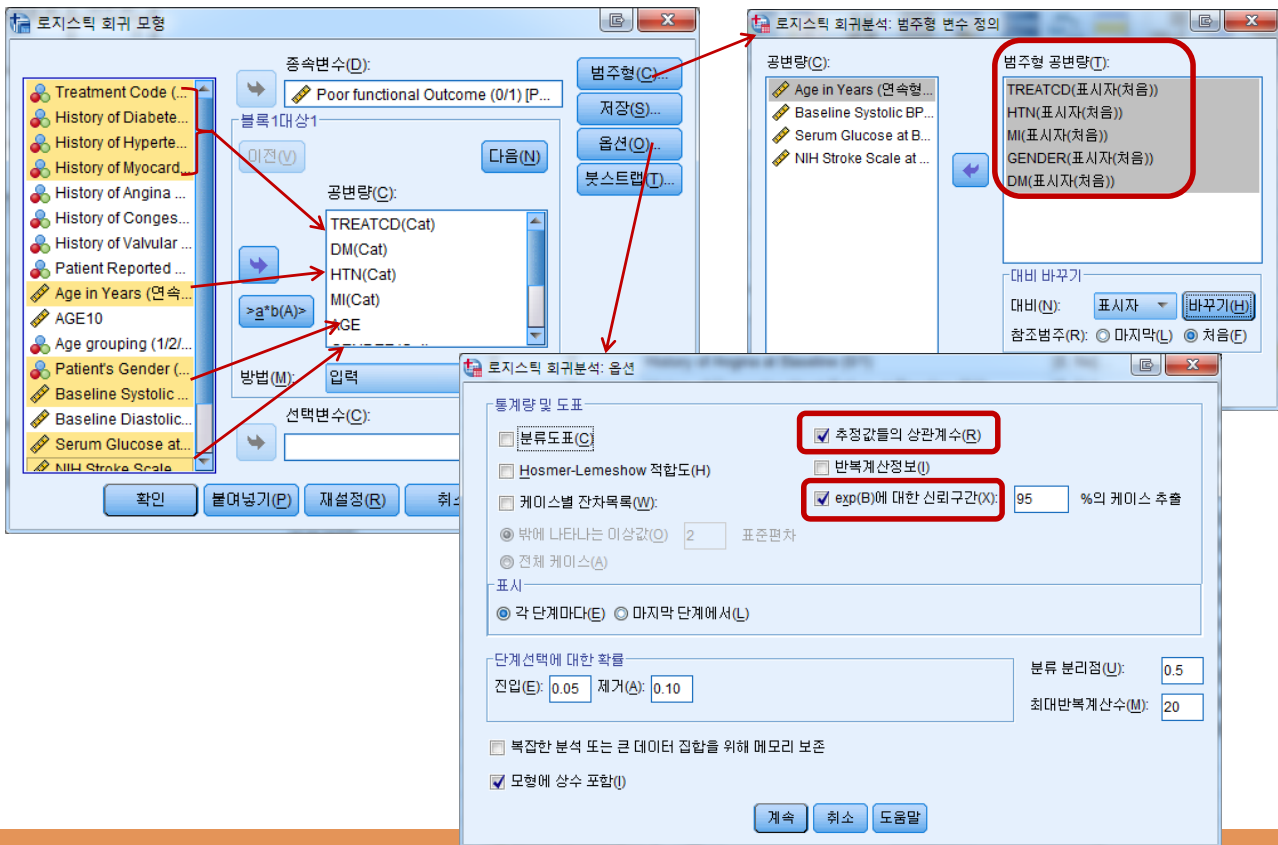 로지스틱 회귀 모형
Treatment Code (...
History of Diabete...
History of Hyperte...
History of Myocard...
History of Angina ...
History of Conges...
History of Valvular ...
Patient Reported ...
Age in Years (연속...
AGE10
Age grouping (1/2/...
Patient's Gender (...
Baseline Systolic ...
Baseline Diastolic...
Serum Glucose at...
NIH Stroke Scale
종속변수(D):
Poor functional Outcome (0/1) [P...
블록1대상1
이전(V)
다음(N)
공변량(C):
TREATCD(Cat)
DM(Cat)
HTN(Cat)
MI(Cat)
AGE
>a*b(A)>
방법(M):
입력
선택변수(C):
범주형(C)...
저장(S)...
옵션(O)...
붓스트랩(T)...
확인
붙여넣기(P)
재설정(R)
로지스틱 회귀분석: 범주형 변수 정의
공변량(C):
Age in Years (연속형...
Baseline Systolic BP...
Serum Glucose at B...
NIH Stroke Scale at ...
범주형 공변량(T):
TREATCD(표시자(처음))
HTN(표시자(처음))
MI(표시자(처음))
GENDER(표시자(처음))
DM(표시자(처음))
대비 바꾸기
대비(N):
표시자
바꾸기(H)
참조범주(R): 마지막(L) 처음(F)
로지스틱 회귀분석: 옵션
통계량 및 도표
분류도표(C)
추정값들의 상관계수(R)
Hosmer-Lemeshow 적합도(H)
반복계산정보(I)
케이스별 잔차목록(W):
exp(B)에 대한 신뢰구간(X): 95 %의 케이스 추출
밖에 나타나는 이상값(O) 2 표준편차
전체 케이스(A)
표시
각 단계마다(E) 마지막 단계에서(L)
단계선택에 대한 확률
진입(E): 0.05 제거(A): 0.10
분류 분리점(U): 0.5
최대반복계산수(M): 20
복잡한 분석 또는 큰 데이터 집합을 위해 메모리 보존
모형에 상수 포함(I)
계속
취소
도움말